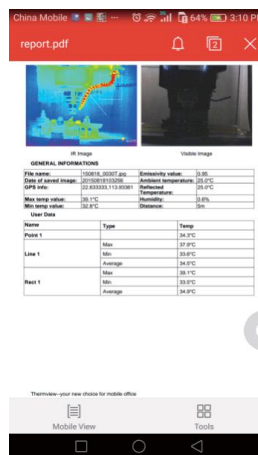 China Mobile ... 64% 3:10 PM
report.pdf 2
IR Image Visible Image
GENERAL INFORMATIONS
File name: 150818_0030T.jpg Emissivity value: 0.95
Date of saved image: 20150818103256 Ambient temperature: 25.0°C
GPS info: 22.633333,113.93361 Reflected Temperature: 25.0°C
Max temp value: 39.1°C Humidity: 0.6%
Min temp value: 32.8°C Distance: 5m
User Data
Name Type Temp
Point 1 34.3°C
Line 1 Max 37.9°C
Min 33.6°C
Average 34.5°C
Rect 1 Max 39.1°C
Min 33.5°C
Average 34.9°C
Thermview-your new choice for mobile office
Mobile View Tools